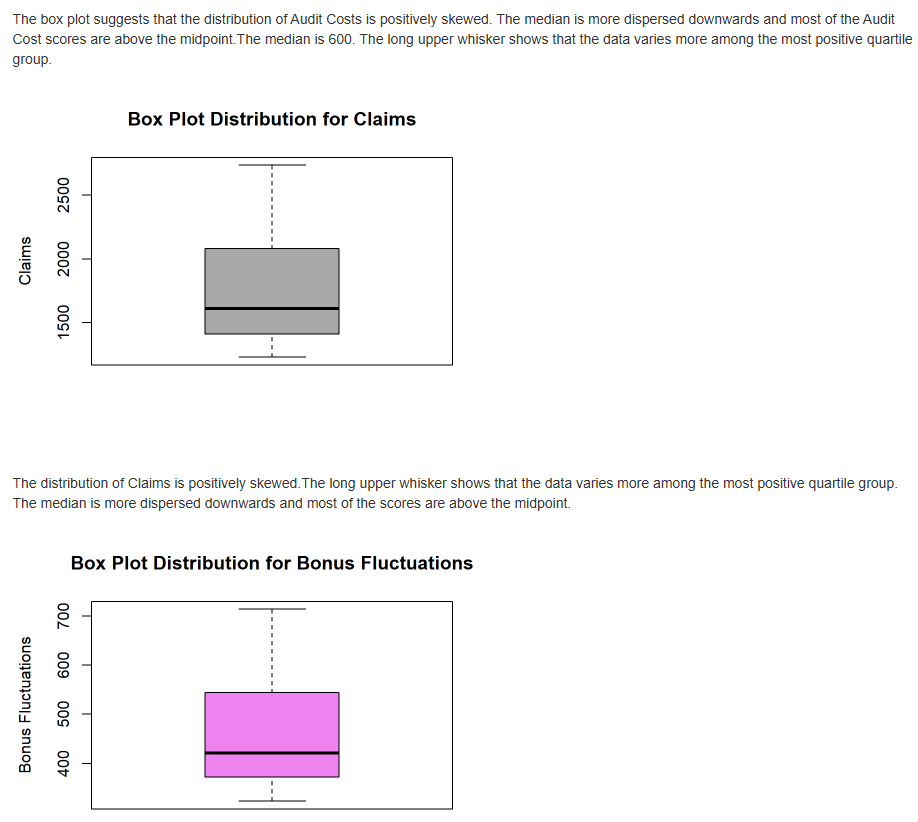 The box plot suggests that the distribution of Audit Costs is positively skewed. The median is more dispersed downwards and most of the Audit
Cost scores are above the midpoint.The median is 600. The long upper whisker shows that the data varies more among the most positive quartile
group.
Box Plot Distribution for Claims
Claims
2500
2000
1500
The distribution of Claims is positively skewed.The long upper whisker shows that the data varies more among the most positive quartile group.
The median is more dispersed downwards and most of the scores are above the midpoint.
Box Plot Distribution for Bonus Fluctuations
Bonus Fluctuations
700
600
500
400